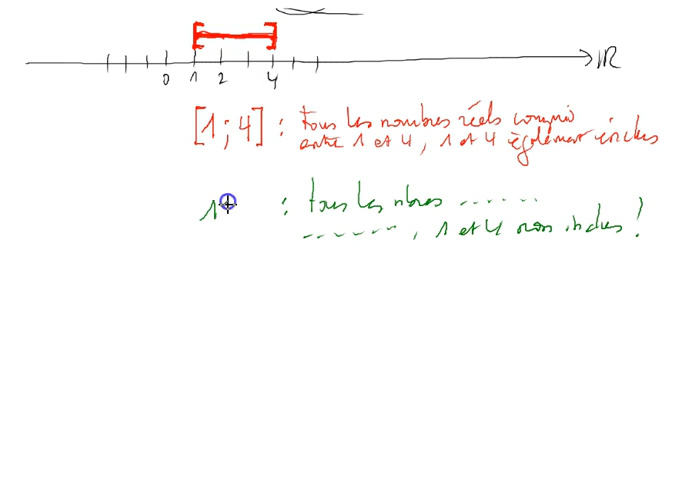 ℝ
0 1 2 4
[1 ; 4] : tous les nombres réels compris
entre 1 et 4, 1 et 4 également inclus
1 : tous les nbres ........
........, 1 et 4 non inclus !